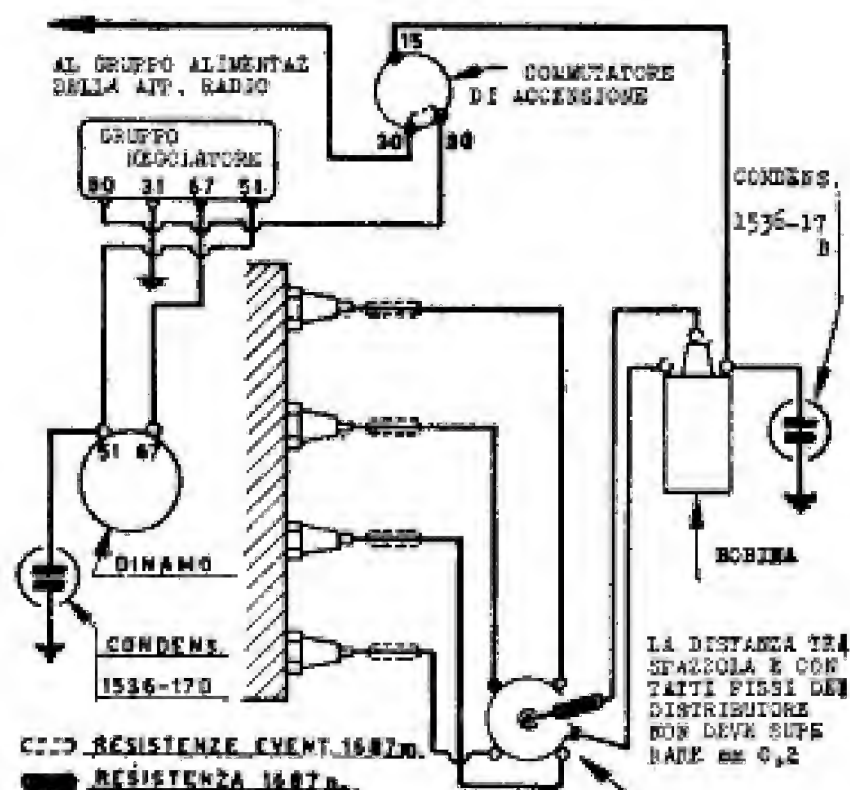 15
AL GRUPPO ALIMENTAZ
DELLA APP. RADIO
COMMUTATORE
DI ACCENSIONE
30 30
GRUPPO
REGOLATORE
30 31 67 51
CONDENS.
1536-17
D
51 67
DINAMO
BOBINA
CONDENS.
1536-17D
LA DISTANZA TRA
SPAZZOLA E CON
TATTI FISSI DEL
DISTRIBUTORE
NON DEVE SUPE
RARE mm 0,2
RESISTENZE EVENT. 1687
RESISTENZA 1687